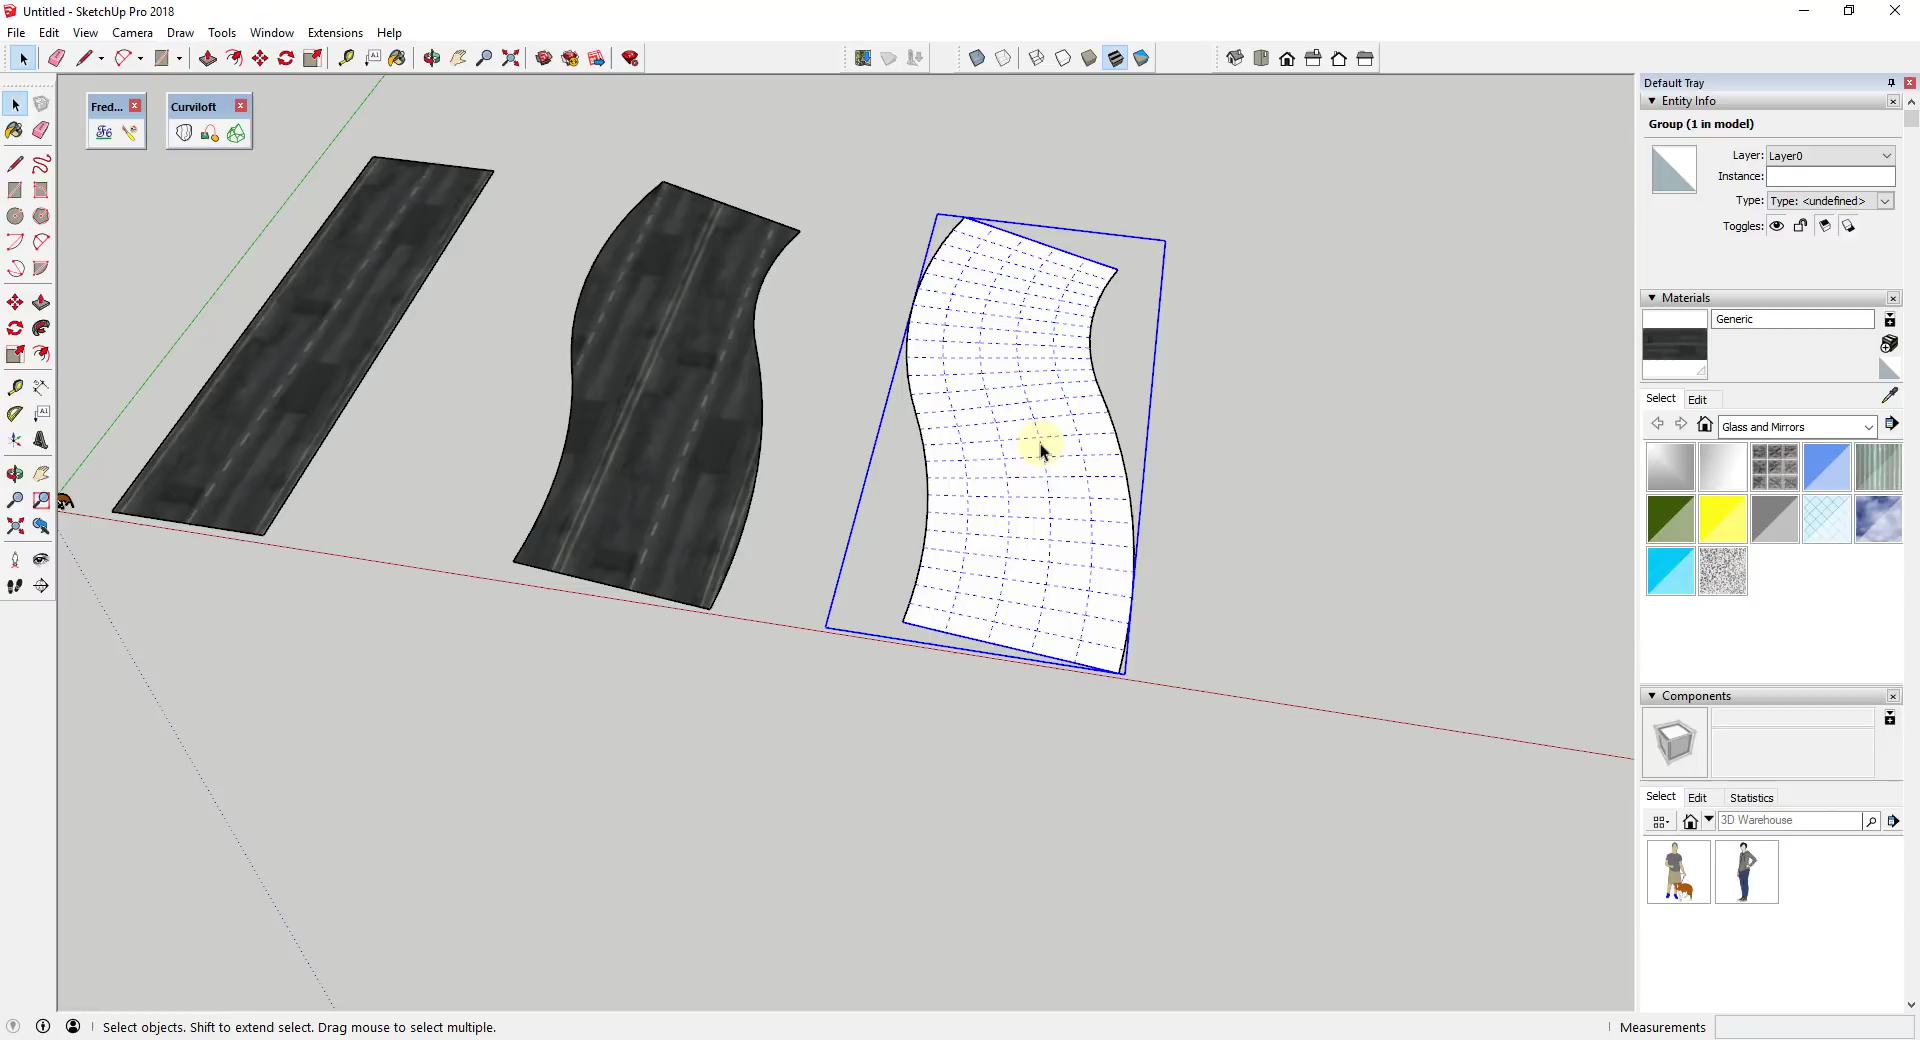 Untitled - SketchUp Pro 2018
File Edit View Camera Draw Tools Window Extensions Help
Default Tray
Fred...
Curviloft
F6
Entity Info
Group (1 in model)
Layer: Layer0
Instance:
Type: Type: <undefined>
Toggles:
Materials
Generic
Select Edit
Glass and Mirrors
Components
Select Edit Statistics
3D Warehouse
Select objects. Shift to extend select. Drag mouse to select multiple.
Measurements